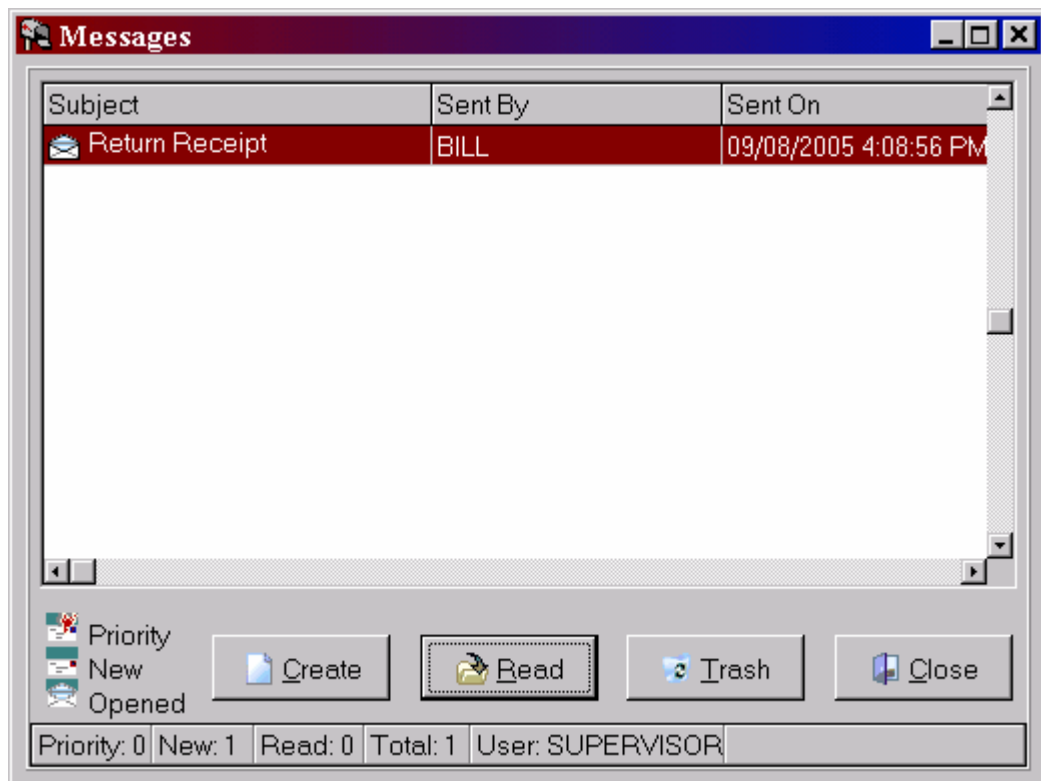 Messages
Subject Sent By Sent On
Return Receipt BILL 09/08/2005 4:08:56 PM
Priority
New
Opened
Create Read Trash Close
Priority: 0 New: 1 Read: 0 Total: 1 User: SUPERVISOR